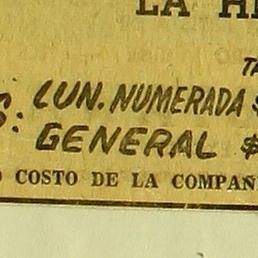 LA H
TA
S: LUN. NUMERADA $
GENERAL $
O COSTO DE LA COMPAÑ